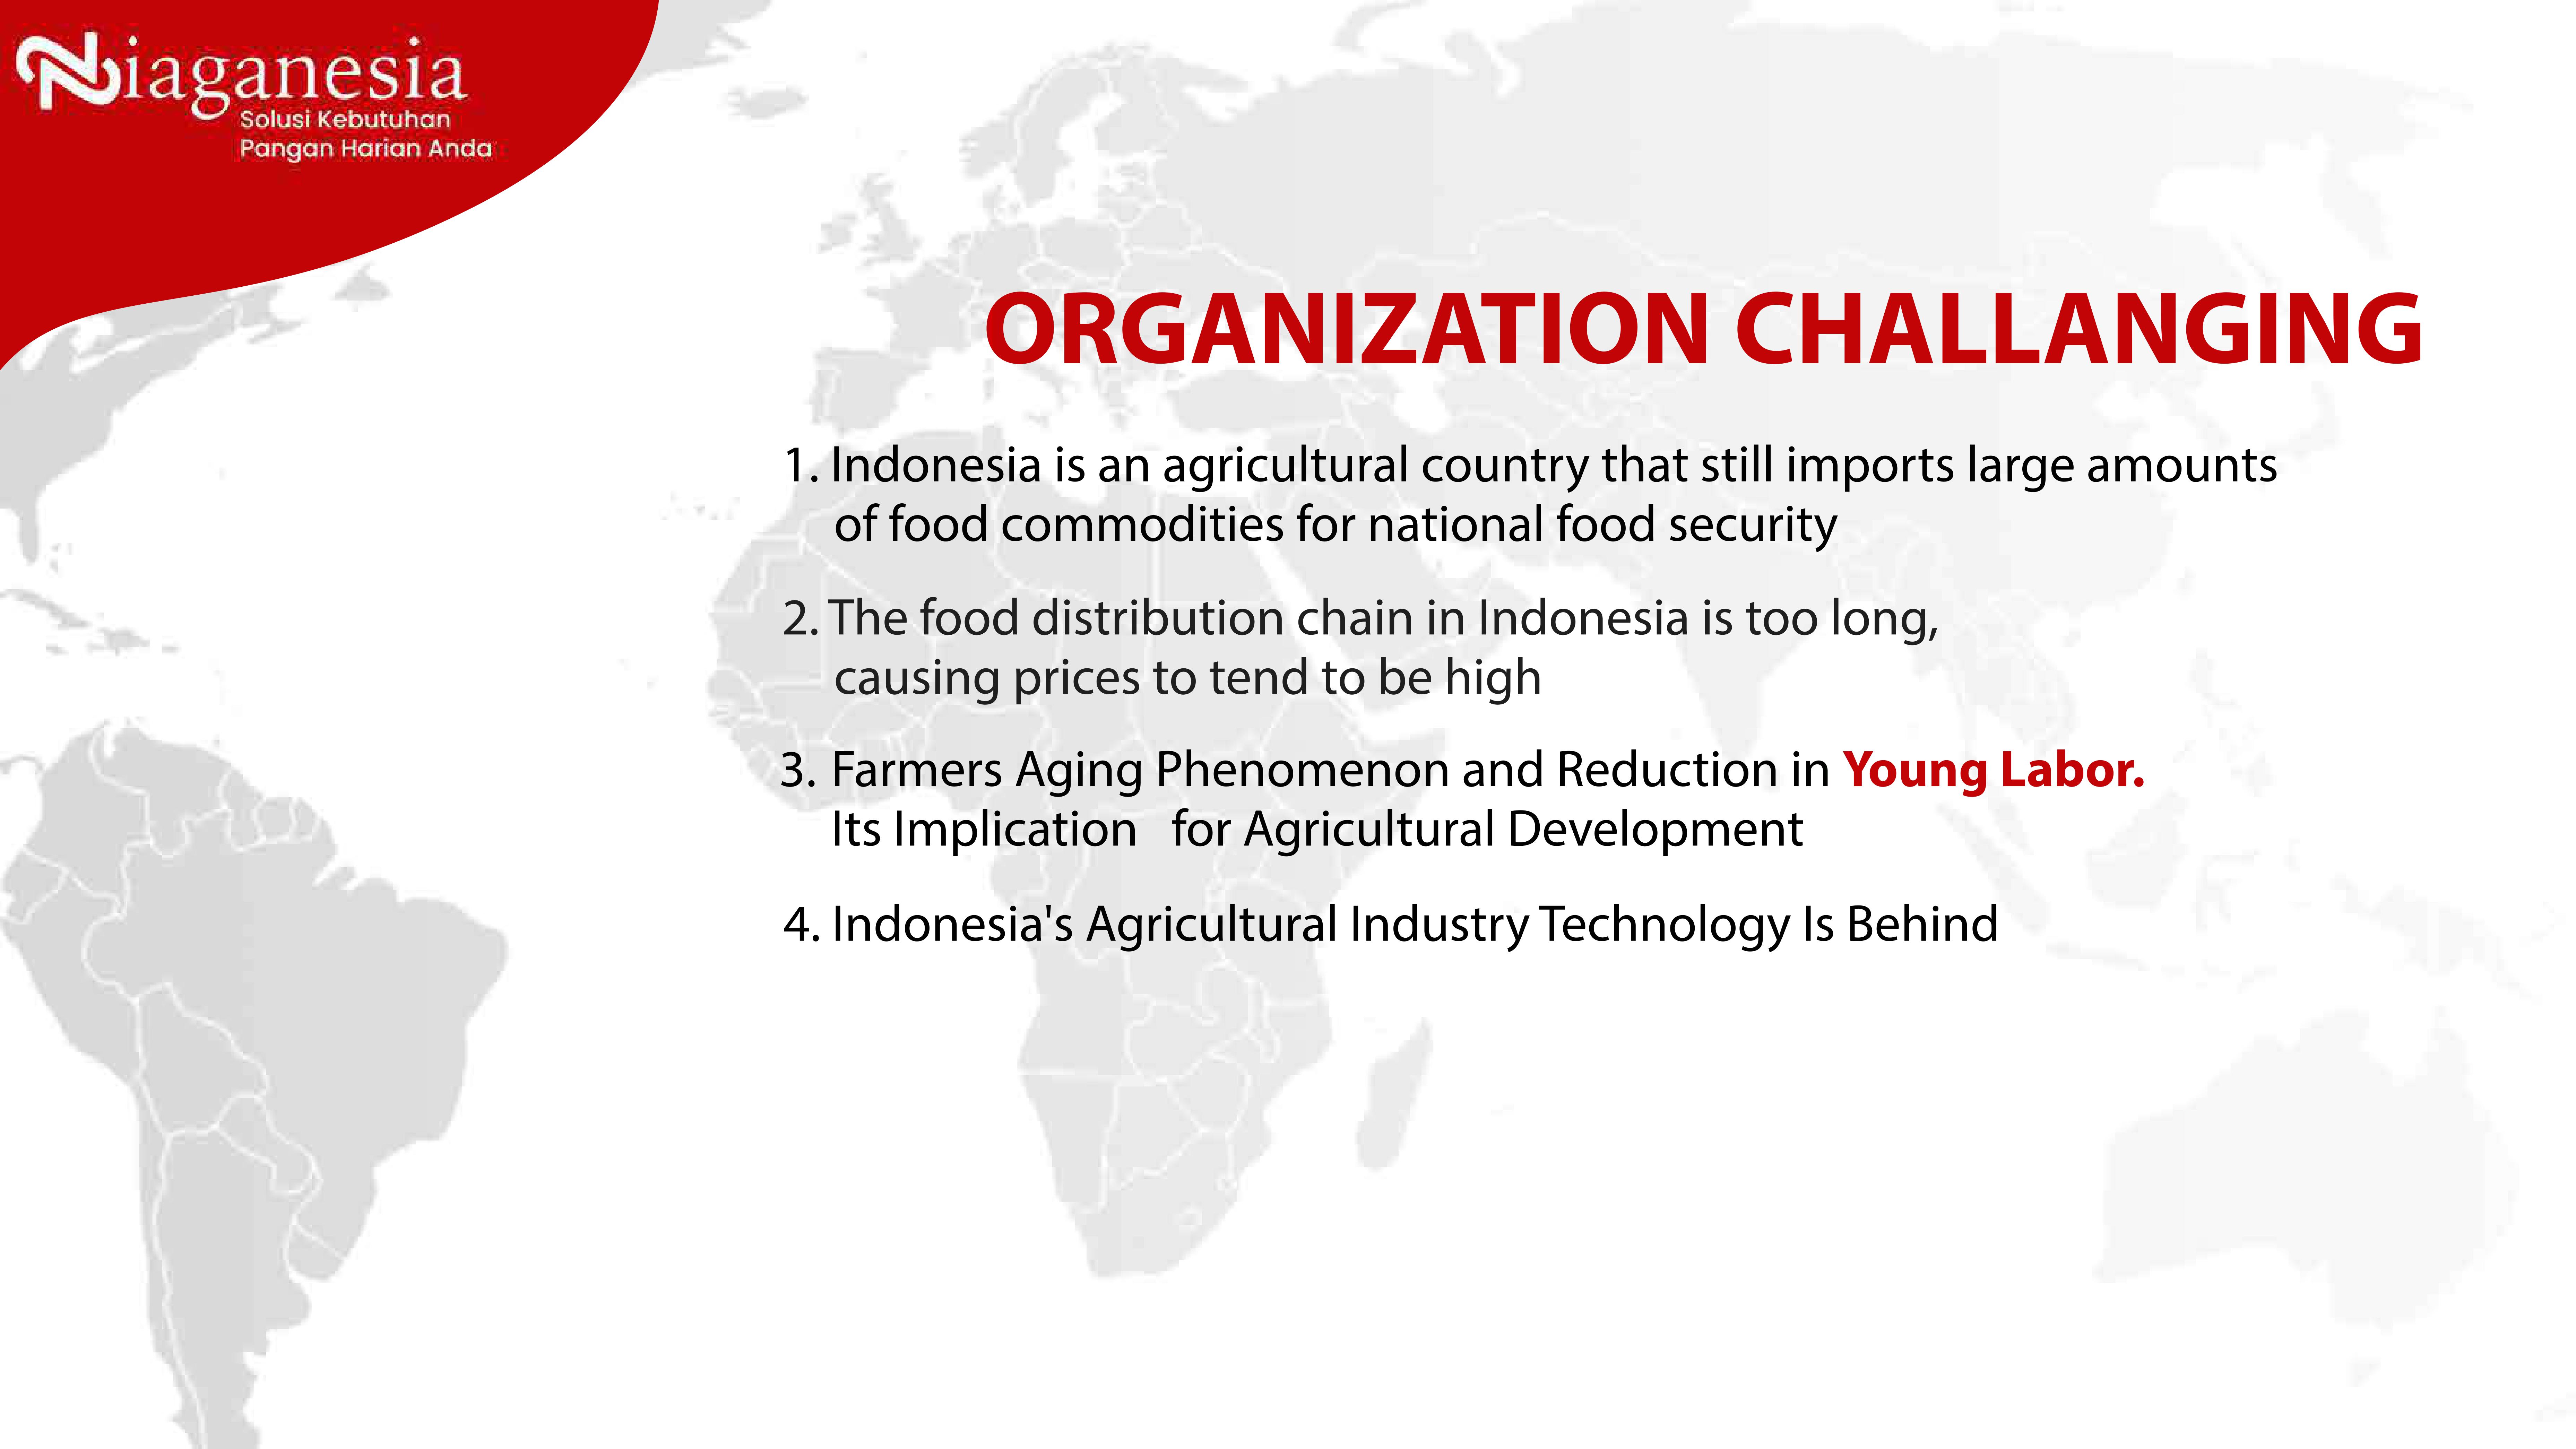 Niaganesia
Solusi Kebutuhan
Pangan Harian Anda
ORGANIZATION CHALLANGING
1. Indonesia is an agricultural country that still imports large amounts
of food commodities for national food security
2. The food distribution chain in Indonesia is too long,
causing prices to tend to be high
3. Farmers Aging Phenomenon and Reduction in Young Labor.
Its Implication for Agricultural Development
4. Indonesia's Agricultural Industry Technology Is Behind